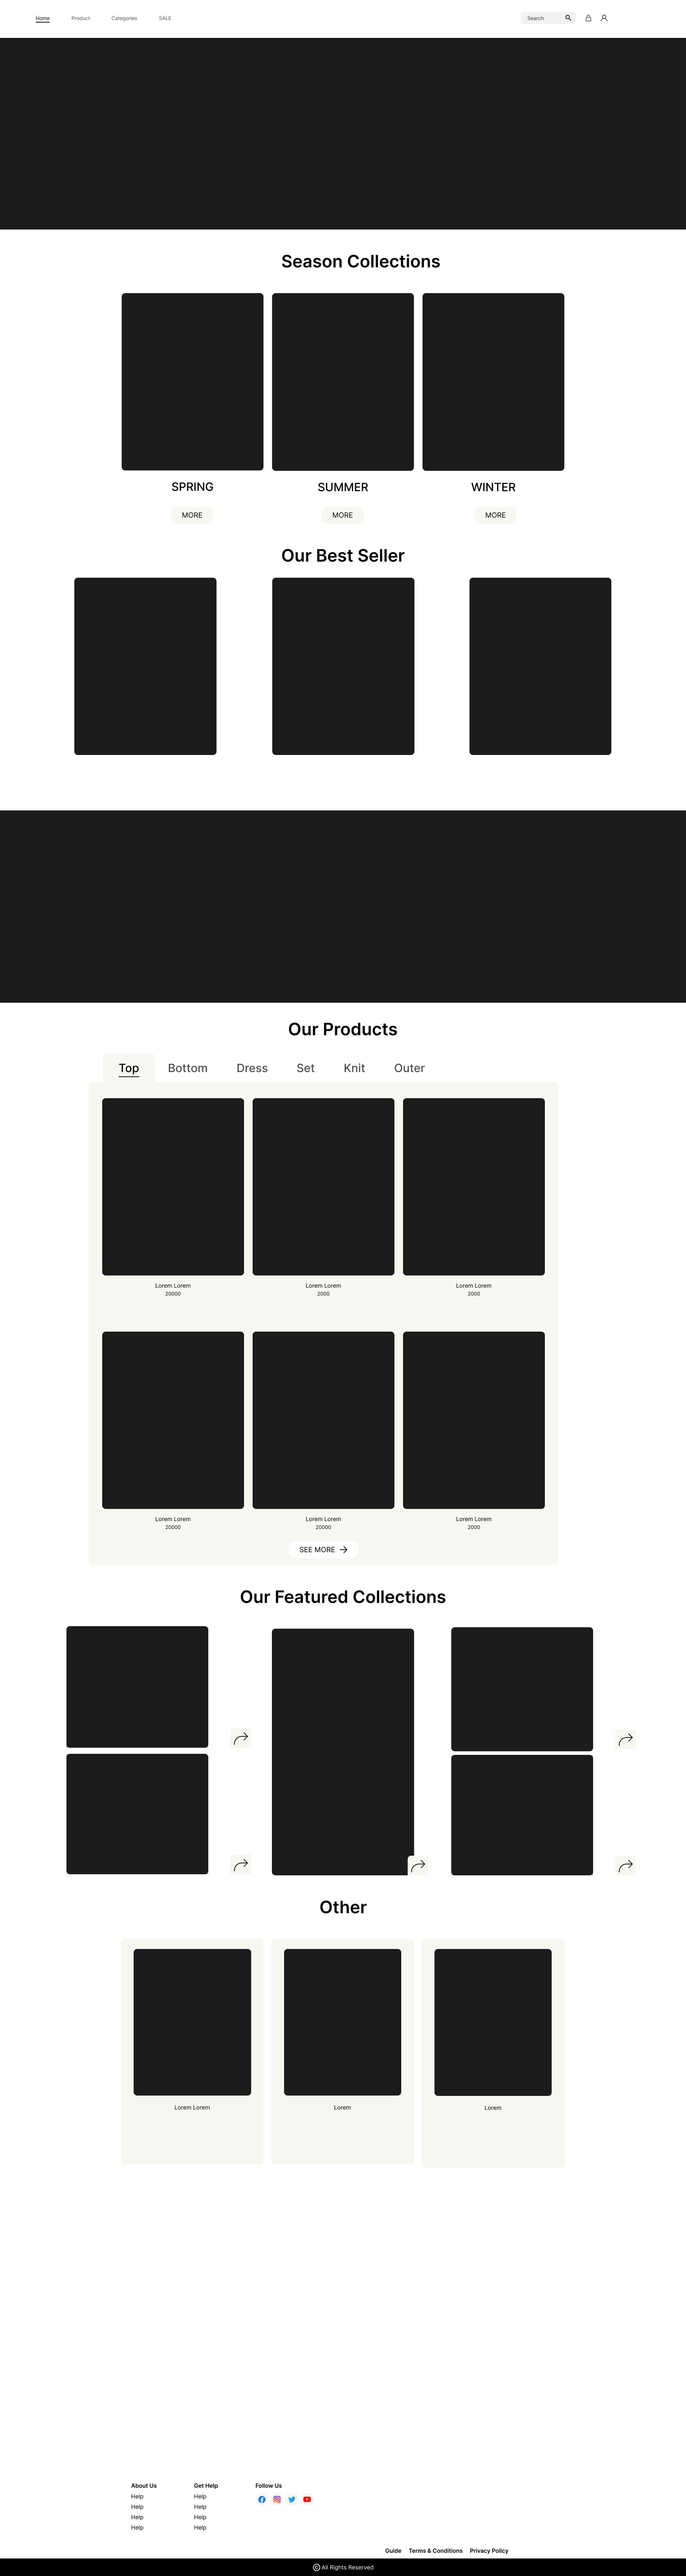 Home Product Categories SALE Search
Season Collections
SPRING SUMMER WINTER
MORE MORE MORE
Our Best Seller
Our Products
Top Bottom Dress Set Knit Outer
Lorem Lorem Lorem Lorem Lorem Lorem
20000 2000 2000
Lorem Lorem Lorem Lorem Lorem Lorem
20000 20000 2000
SEE MORE
Our Featured Collections
Other
Lorem Lorem Lorem Lorem
About Us Get Help Follow Us
Help Help
Help Help
Help Help
Help Help
Guide Terms & Conditions Privacy Policy
© All Rights Reserved